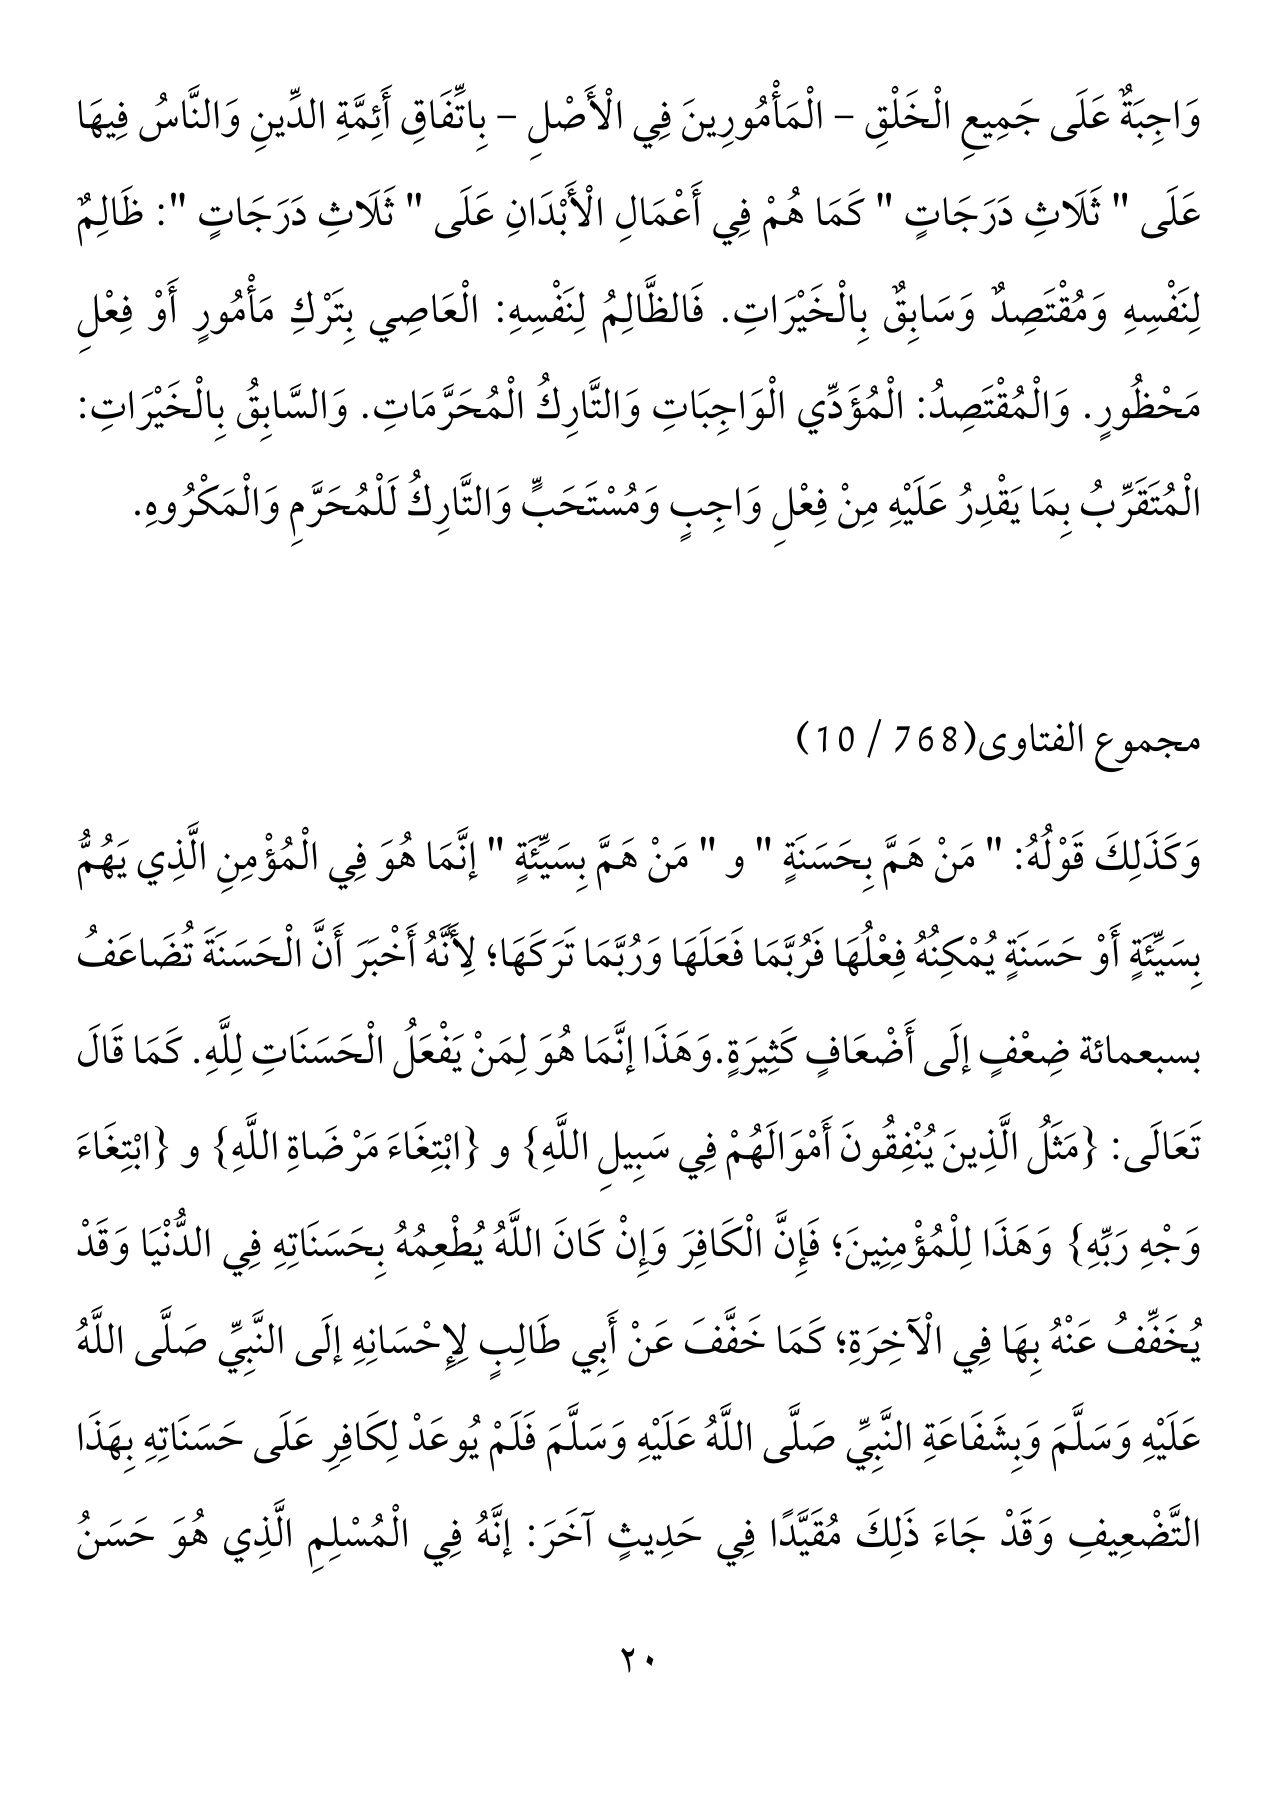 وَاجِبَةٌ عَلَى جَمِيعِ الْخَلْقِ – الْمَأْمُورِينَ فِي الْأَصْلِ – بِاتِّفَاقِ أَئِمَّةِ الدِّينِ وَالنَّاسُ فِيهَا
عَلَى " ثَلَاثِ دَرَجَاتٍ " كَمَا هُمْ فِي أَعْمَالِ الْأَبْدَانِ عَلَى " ثَلَاثِ دَرَجَاتٍ ": ظَالِمٌ
لِنَفْسِهِ وَمُقْتَصِدٌ وَسَابِقٌ بِالْخَيْرَاتِ. فَالظَّالِمُ لِنَفْسِهِ: الْعَاصِي بِتَرْكِ مَأْمُورٍ أَوْ فِعْلِ
مَحْظُورٍ. وَالْمُقْتَصِدُ: الْمُؤَدِّي الْوَاجِبَاتِ وَالتَّارِكُ الْمُحَرَّمَاتِ. وَالسَّابِقُ بِالْخَيْرَاتِ:
الْمُتَقَرِّبُ بِمَا يَقْدِرُ عَلَيْهِ مِنْ فِعْلِ وَاجِبٍ وَمُسْتَحَبٍّ وَالتَّارِكُ لَلْمُحَرَّمِ وَالْمَكْرُوهِ.
مجموع الفتاوى(768 / 10)
وَكَذَلِكَ قَوْلُهُ: " مَنْ هَمَّ بِحَسَنَةٍ " و " مَنْ هَمَّ بِسَيِّئَةٍ " إنَّمَا هُوَ فِي الْمُؤْمِنِ الَّذِي يَهُمُّ
بِسَيِّئَةٍ أَوْ حَسَنَةٍ يُمْكِنُهُ فِعْلُهَا فَرُبَّمَا فَعَلَهَا وَرُبَّمَا تَرَكَهَا؛ لِأَنَّهُ أَخْبَرَ أَنَّ الْحَسَنَةَ تُضَاعَفُ
بسبعمائة ضِعْفٍ إلَى أَضْعَافٍ كَثِيرَةٍ.وَهَذَا إنَّمَا هُوَ لِمَنْ يَفْعَلُ الْحَسَنَاتِ لِلَّهِ. كَمَا قَالَ
تَعَالَى: {مَثَلُ الَّذِينَ يُنْفِقُونَ أَمْوَالَهُمْ فِي سَبِيلِ اللَّهِ} و {ابْتِغَاءَ مَرْضَاةِ اللَّهِ} و {ابْتِغَاءَ
وَجْهِ رَبِّهِ} وَهَذَا لِلْمُؤْمِنِينَ؛ فَإِنَّ الْكَافِرَ وَإِنْ كَانَ اللَّهُ يُطْعِمُهُ بِحَسَنَاتِهِ فِي الدُّنْيَا وَقَدْ
يُخَفِّفُ عَنْهُ بِهَا فِي الْآخِرَةِ؛ كَمَا خَفَّفَ عَنْ أَبِي طَالِبٍ لِإِحْسَانِهِ إلَى النَّبِيِّ صَلَّى اللَّهُ
عَلَيْهِ وَسَلَّمَ وَبِشَفَاعَةِ النَّبِيِّ صَلَّى اللَّهُ عَلَيْهِ وَسَلَّمَ فَلَمْ يُوعَدْ لِكَافِرِ عَلَى حَسَنَاتِهِ بِهَذَا
التَّضْعِيفِ وَقَدْ جَاءَ ذَلِكَ مُقَيَّدًا فِي حَدِيثٍ آخَرَ: إنَّهُ فِي الْمُسْلِمِ الَّذِي هُوَ حَسَنُ
٢٠